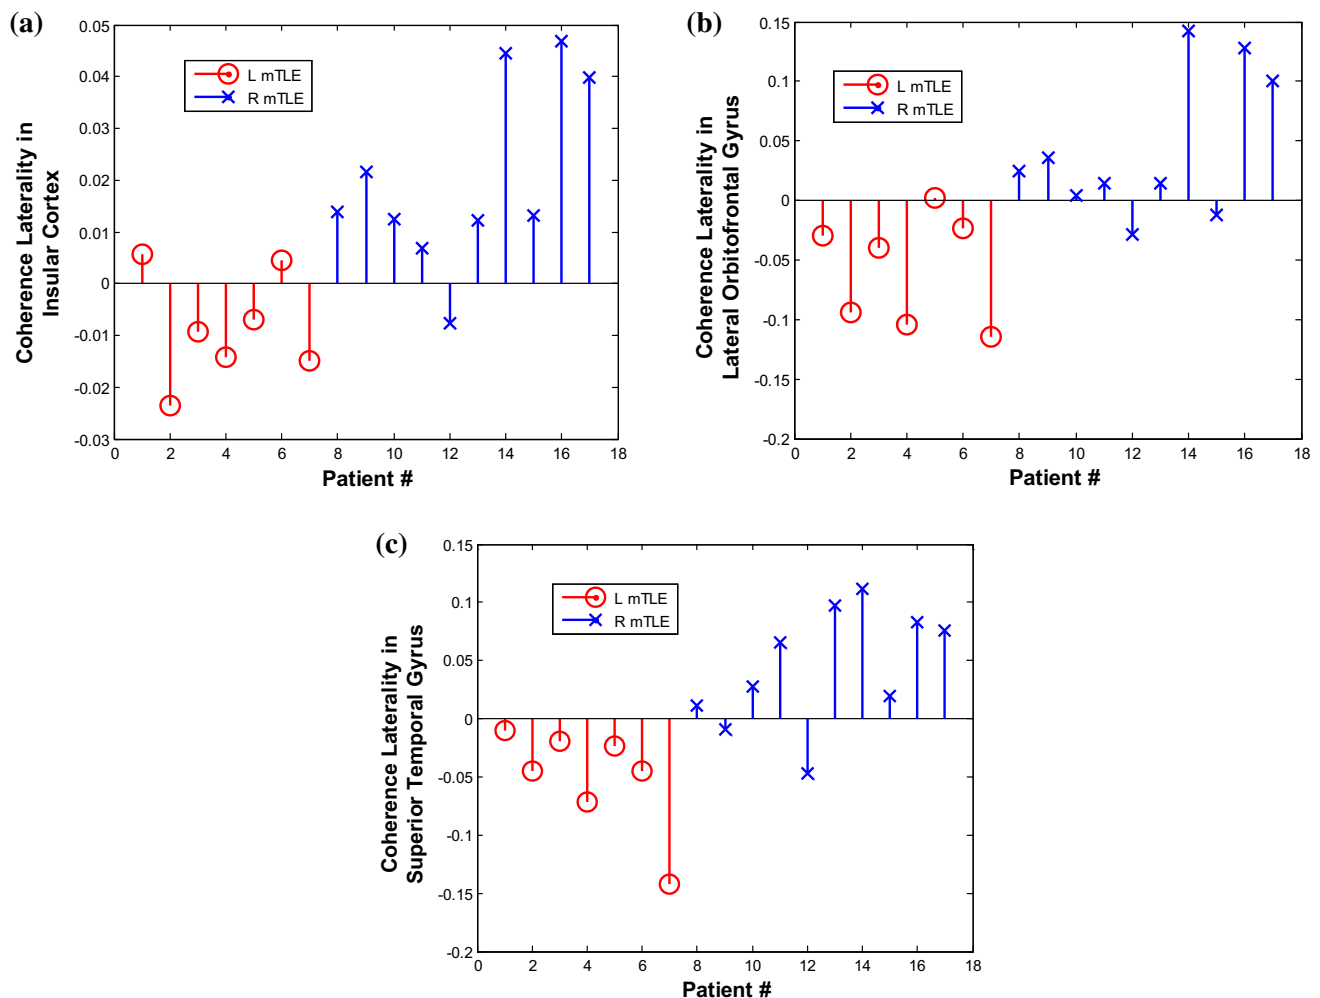 (a)
0.05
0.04
0.03
0.02
0.01
0
-0.01
-0.02
-0.03
0 2 4 6 8 10 12 14 16 18
L mTLE
R mTLE
Coherence Laterality in
Insular Cortex
Patient #
(b)
0.15
0.1
0.05
0
-0.05
-0.1
-0.15
-0.2
0 2 4 6 8 10 12 14 16 18
L mTLE
R mTLE
Coherence Laterality in
Lateral Orbitofrontal Gyrus
Patient #
(c)
0.15
0.1
0.05
0
-0.05
-0.1
-0.15
-0.2
0 2 4 6 8 10 12 14 16 18
L mTLE
R mTLE
Coherence Laterality in
Superior Temporal Gyrus
Patient #